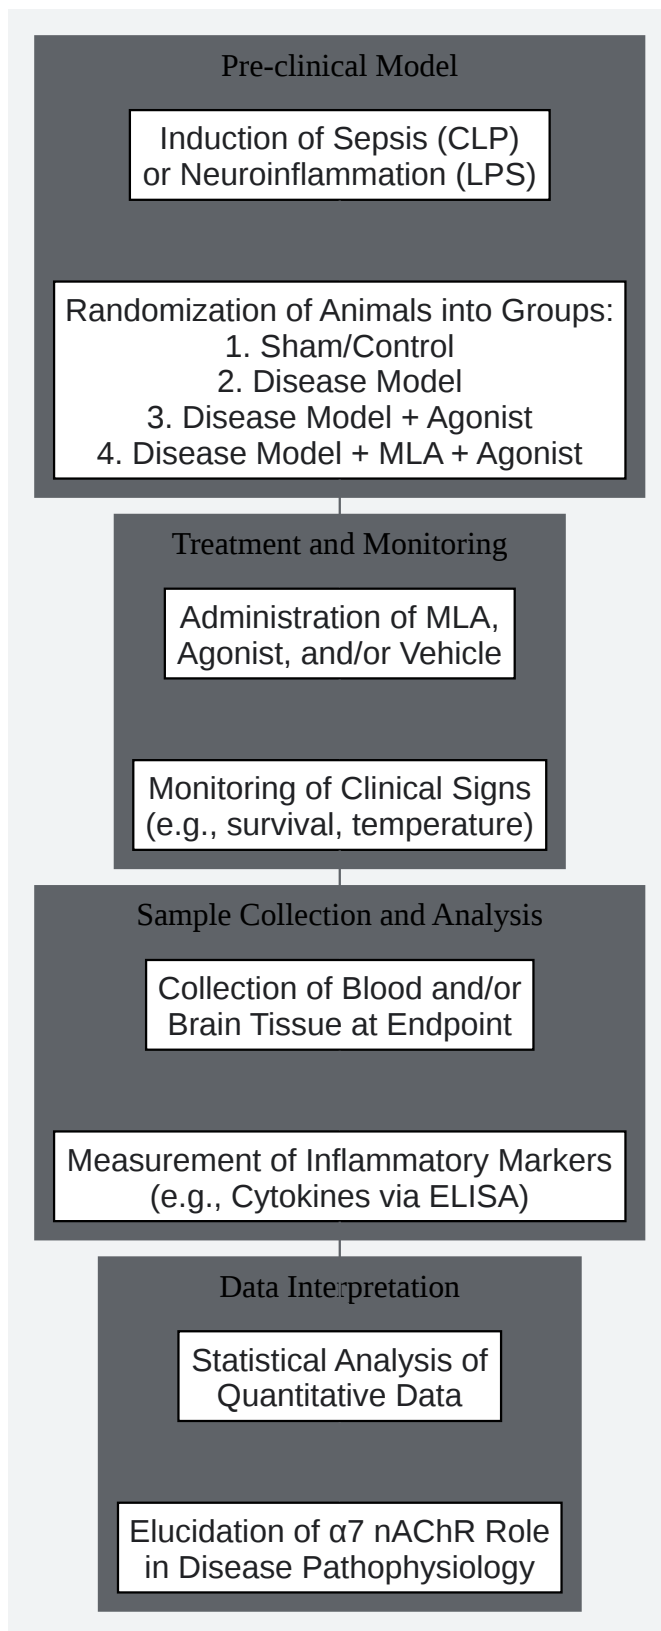 Pre-clinical Model
Induction of Sepsis (CLP)
or Neuroinflammation (LPS)
Randomization of Animals into Groups:
1. Sham/Control
2. Disease Model
3. Disease Model + Agonist
4. Disease Model + MLA + Agonist
Treatment and Monitoring
Administration of MLA,
Agonist, and/or Vehicle
Monitoring of Clinical Signs
(e.g., survival, temperature)
Sample Collection and Analysis
Collection of Blood and/or
Brain Tissue at Endpoint
Measurement of Inflammatory Markers
(e.g., Cytokines via ELISA)
Data Interpretation
Statistical Analysis of
Quantitative Data
Elucidation of α7 nAChR Role
in Disease Pathophysiology